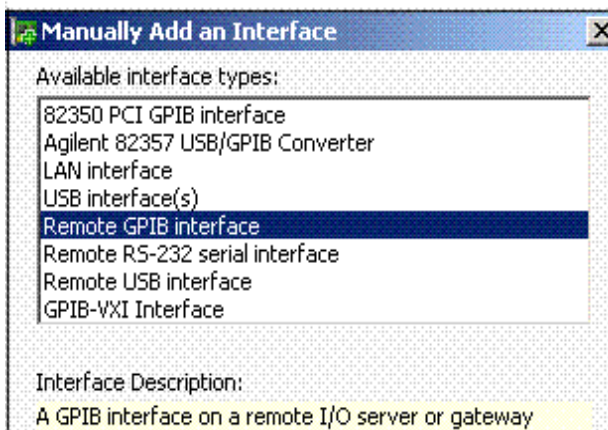 Manually Add an Interface
Available interface types:
82350 PCI GPIB interface
Agilent 82357 USB/GPIB Converter
LAN interface
USB interface(s)
Remote GPIB interface
Remote RS-232 serial interface
Remote USB interface
GPIB-VXI Interface
Interface Description:
A GPIB interface on a remote I/O server or gateway